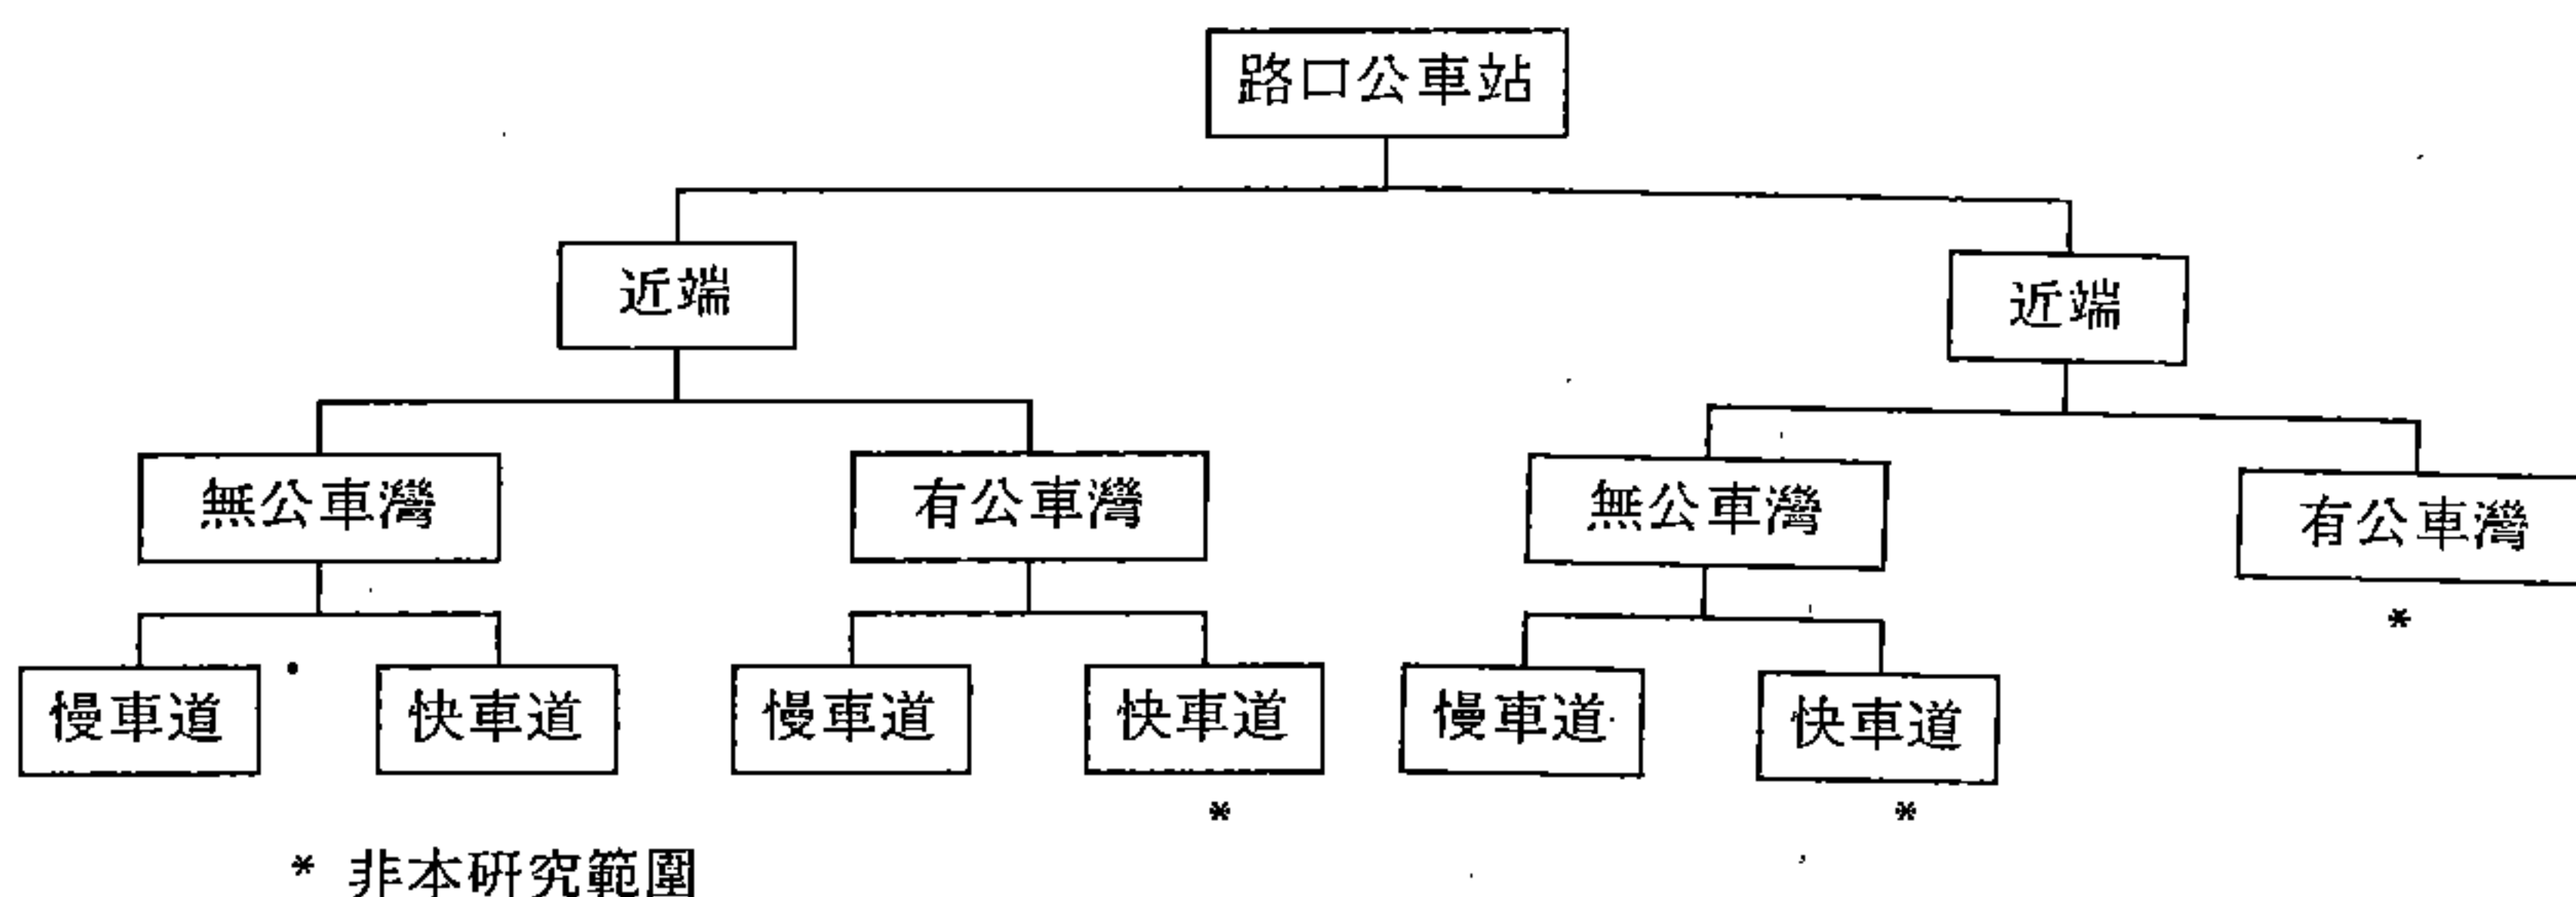 路口公車站
近端 近端
無公車灣 有公車灣 無公車灣 有公車灣
慢車道 快車道 慢車道 快車道 慢車道 快車道
*
* *
* 非本研究範圍